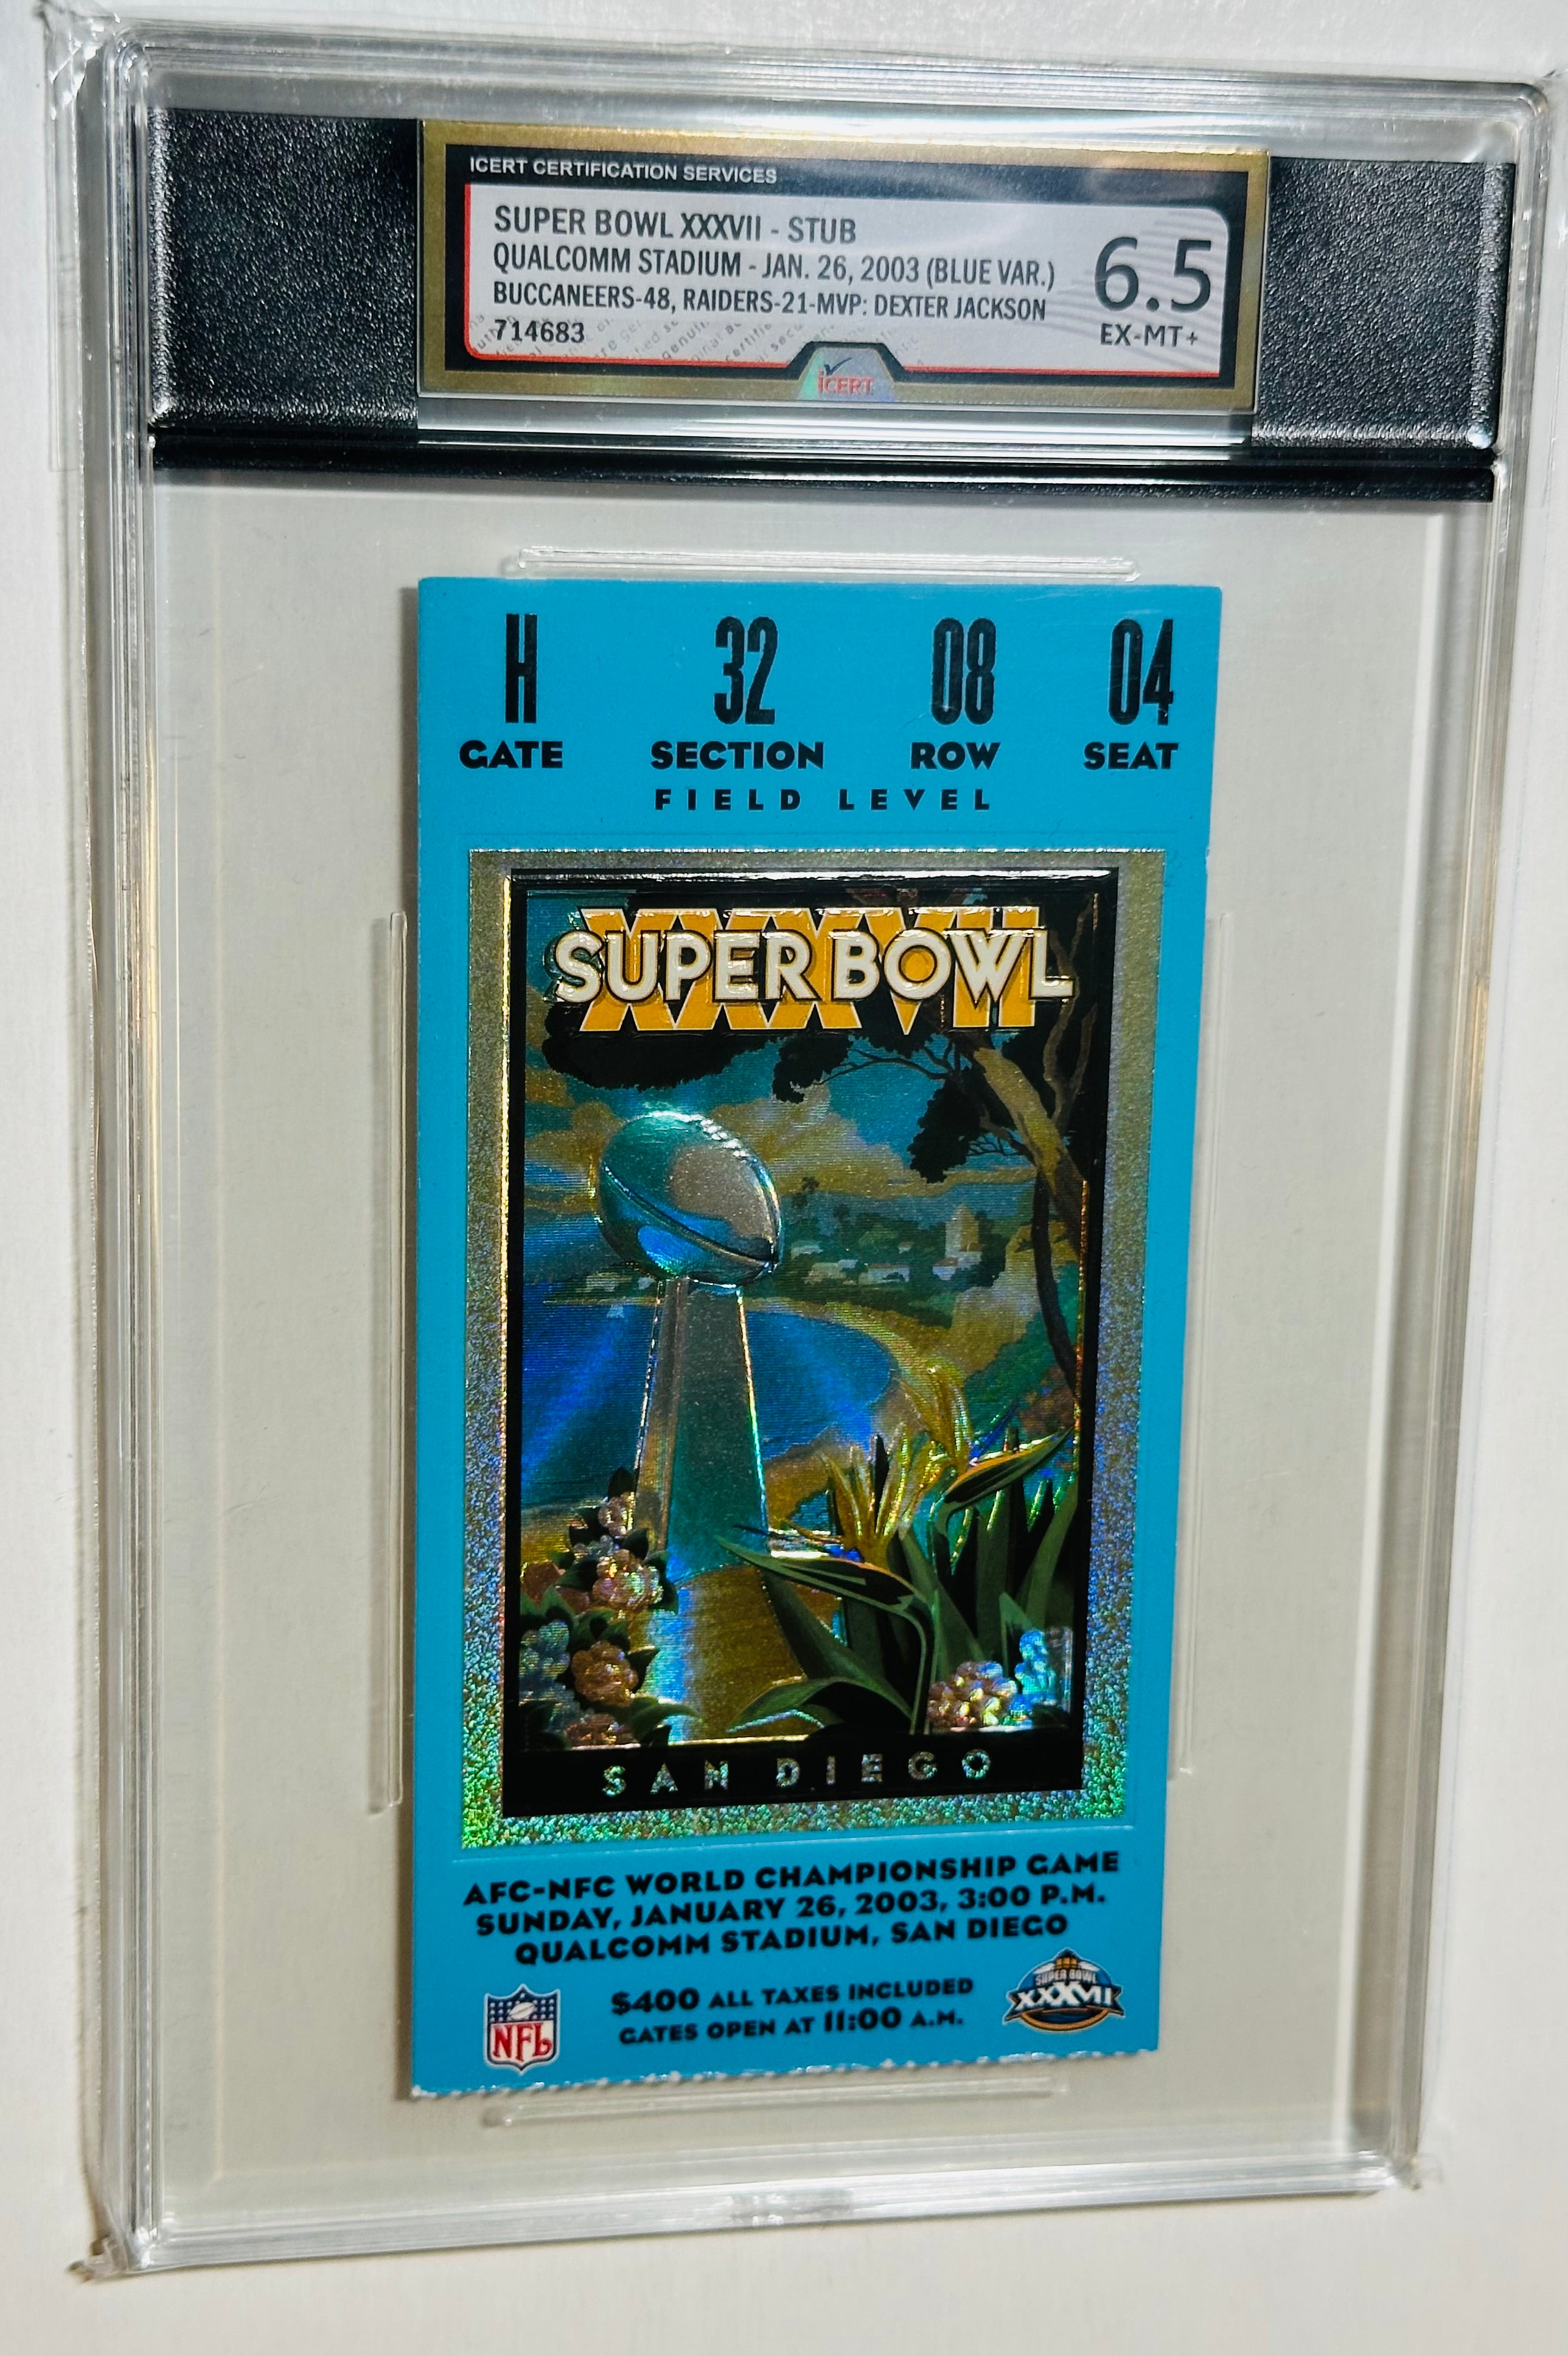 ICERT CERTIFICATION SERVICES
SUPER BOWL XXXVII - STUB
QUALCOMM STADIUM - JAN. 26, 2003 (BLUE VAR.)
BUCCANEERS-48, RAIDERS-21-MVP: DEXTER JACKSON
714683
6.5
EX-MT+
iCERT
H 32 08 04
GATE SECTION ROW SEAT
FIELD LEVEL
XXXVII
SUPER BOWL
SAN DIEGO
AFC-NFC WORLD CHAMPIONSHIP GAME
SUNDAY, JANUARY 26, 2003, 3:00 P.M.
QUALCOMM STADIUM, SAN DIEGO
$400 ALL TAXES INCLUDED
GATES OPEN AT 11:00 A.M.
NFL
SUPER BOWL
XXXVII